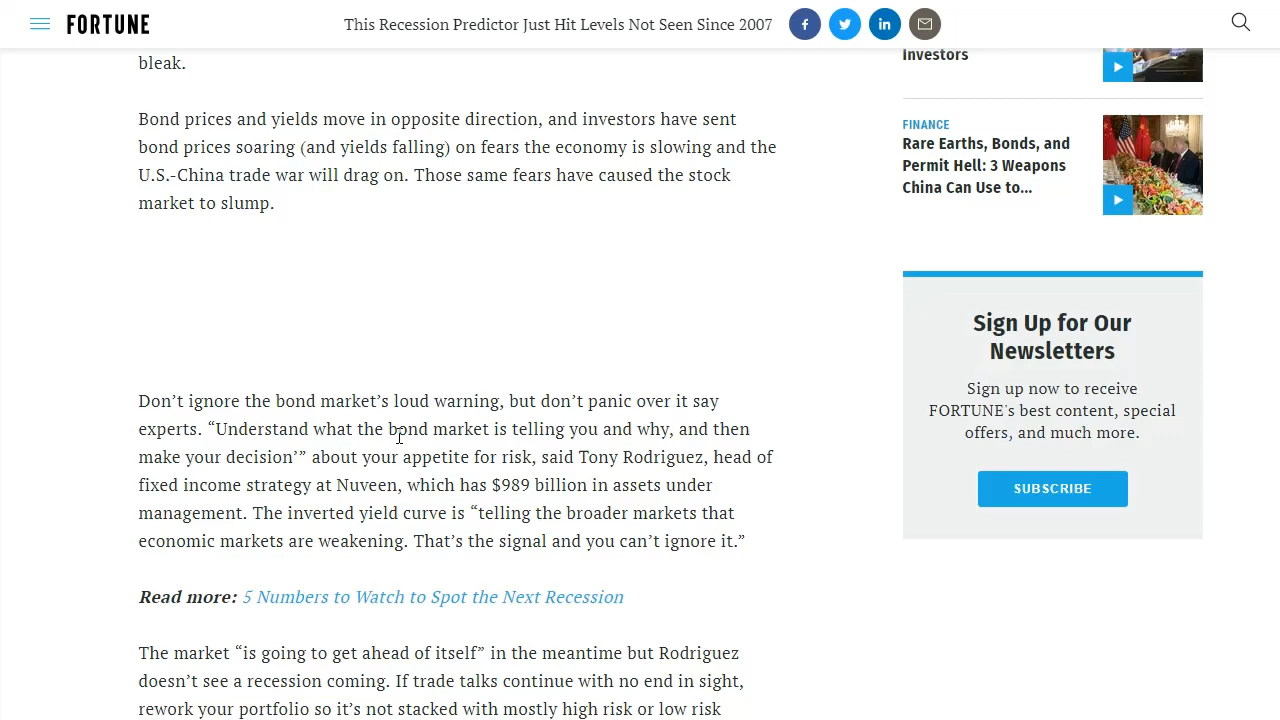 FORTUNE
This Recession Predictor Just Hit Levels Not Seen Since 2007
bleak.
Bond prices and yields move in opposite direction, and investors have sent
bond prices soaring (and yields falling) on fears the economy is slowing and the
U.S.-China trade war will drag on. Those same fears have caused the stock
market to slump.
Don’t ignore the bond market’s loud warning, but don’t panic over it say
experts. “Understand what the bond market is telling you and why, and then
make your decision’” about your appetite for risk, said Tony Rodriguez, head of
fixed income strategy at Nuveen, which has $989 billion in assets under
management. The inverted yield curve is “telling the broader markets that
economic markets are weakening. That’s the signal and you can’t ignore it.”
Read more: 5 Numbers to Watch to Spot the Next Recession
The market “is going to get ahead of itself” in the meantime but Rodriguez
doesn’t see a recession coming. If trade talks continue with no end in sight,
rework your portfolio so it’s not stacked with mostly high risk or low risk
Investors
FINANCE
Rare Earths, Bonds, and
Permit Hell: 3 Weapons
China Can Use to...
Sign Up for Our
Newsletters
Sign up now to receive
FORTUNE's best content, special
offers, and much more.
SUBSCRIBE